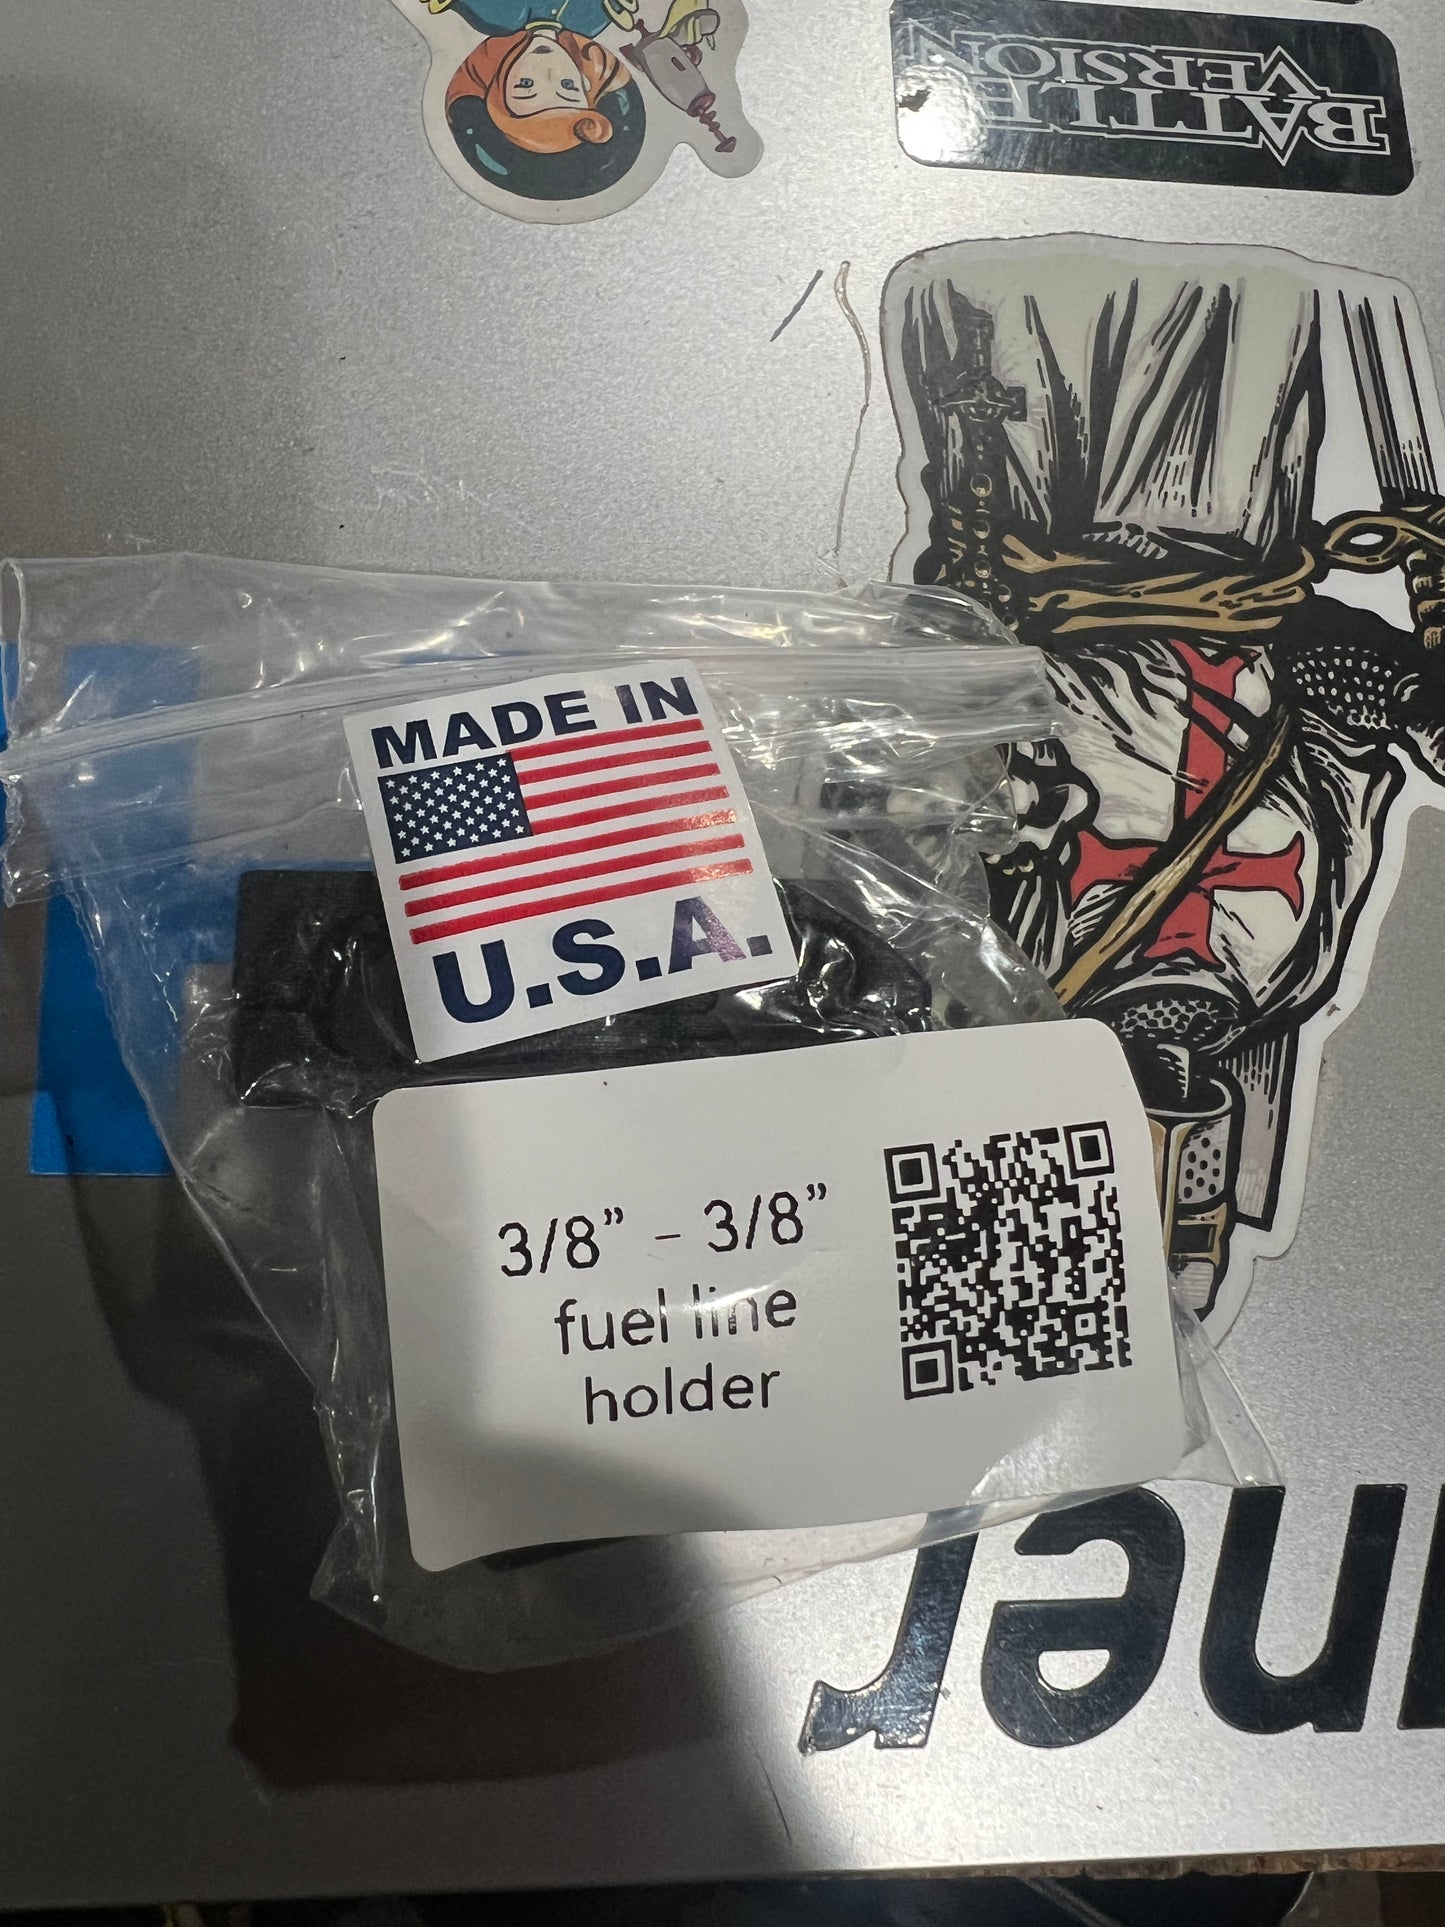 BATTLE
VERSION
MADE IN
U.S.A.
3/8” - 3/8”
fuel line
holder